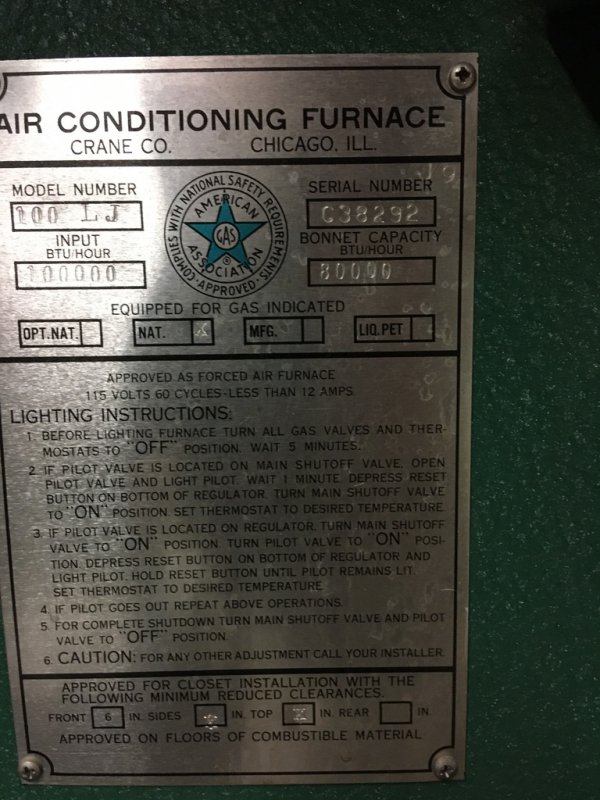 AIR CONDITIONING FURNACE
CRANE CO. CHICAGO, ILL.
MODEL NUMBER
100 LJ
INPUT
BTU/HOUR
100000
COMPLIES WITH NATIONAL SAFETY REQUIREMENTS
· APPROVED ·
AMERICAN
GAS
ASSOCIATION
®
SERIAL NUMBER
C38292
BONNET CAPACITY
BTU/HOUR
80000
EQUIPPED FOR GAS INDICATED
OPT. NAT. NAT. X MFG. LIQ. PET
APPROVED AS FORCED AIR FURNACE
115 VOLTS 60 CYCLES-LESS THAN 12 AMPS
LIGHTING INSTRUCTIONS:
1. BEFORE LIGHTING FURNACE TURN ALL GAS VALVES AND THER-
MOSTATS TO "OFF" POSITION. WAIT 5 MINUTES.
2. IF PILOT VALVE IS LOCATED ON MAIN SHUTOFF VALVE, OPEN
PILOT VALVE AND LIGHT PILOT. WAIT 1 MINUTE. DEPRESS RESET
BUTTON ON BOTTOM OF REGULATOR. TURN MAIN SHUTOFF VALVE
TO "ON" POSITION. SET THERMOSTAT TO DESIRED TEMPERATURE.
3. IF PILOT VALVE IS LOCATED ON REGULATOR, TURN MAIN SHUTOFF
VALVE TO "ON" POSITION. TURN PILOT VALVE TO "ON" POSI-
TION. DEPRESS RESET BUTTON ON BOTTOM OF REGULATOR AND
LIGHT PILOT. HOLD RESET BUTTON UNTIL PILOT REMAINS LIT.
SET THERMOSTAT TO DESIRED TEMPERATURE.
4. IF PILOT GOES OUT REPEAT ABOVE OPERATIONS.
5. FOR COMPLETE SHUTDOWN TURN MAIN SHUTOFF VALVE AND PILOT
VALVE TO "OFF" POSITION.
6. CAUTION: FOR ANY OTHER ADJUSTMENT CALL YOUR INSTALLER.
APPROVED FOR CLOSET INSTALLATION WITH THE
FOLLOWING MINIMUM REDUCED CLEARANCES.
FRONT 6 IN. SIDES IN. TOP IN. REAR IN.
APPROVED ON FLOORS OF COMBUSTIBLE MATERIAL